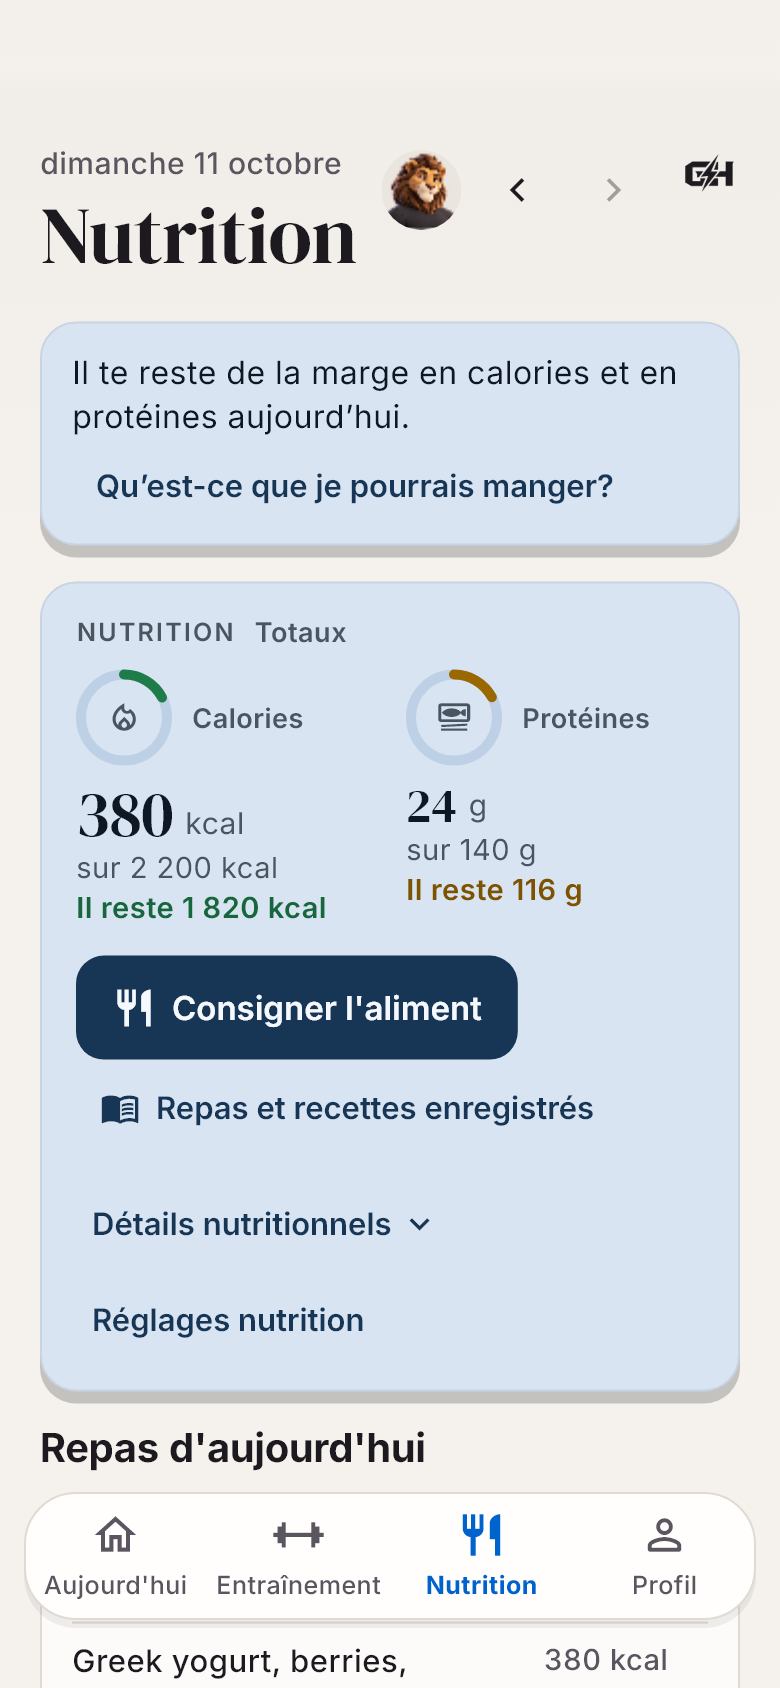 dimanche 11 octobre
Nutrition
GH
Il te reste de la marge en calories et en
protéines aujourd’hui.
Qu’est-ce que je pourrais manger?
NUTRITION Totaux
Calories
Protéines
380 kcal
sur 2 200 kcal
Il reste 1 820 kcal
24 g
sur 140 g
Il reste 116 g
Consigner l'aliment
Repas et recettes enregistrés
Détails nutritionnels
Réglages nutrition
Repas d'aujourd'hui
Aujourd'hui
Entraînement
Nutrition
Profil
Greek yogurt, berries,
380 kcal